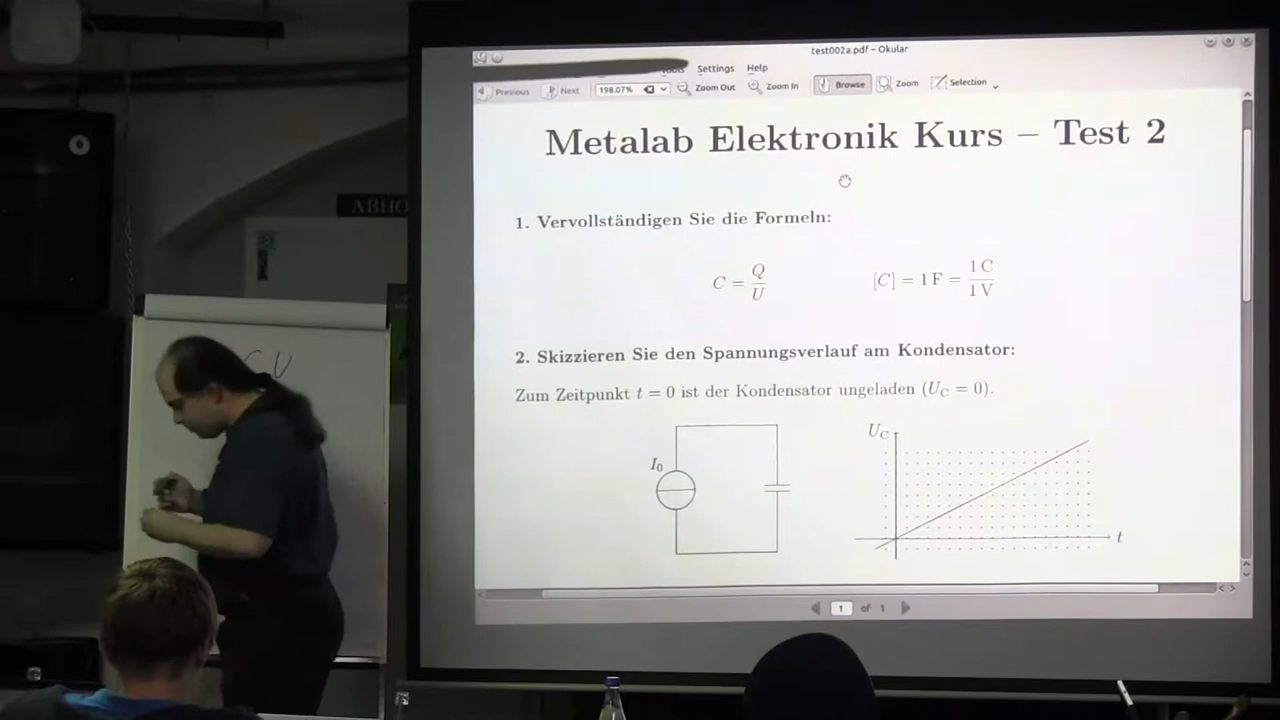 test002a.pdf – Okular
Settings Help
Previous Next 198.07% Zoom Out Zoom In Browse Zoom Selection
Metalab Elektronik Kurs – Test 2
1. Vervollständigen Sie die Formeln:
C = Q/U [C] = 1 F = 1 C/1 V
2. Skizzieren Sie den Spannungsverlauf am Kondensator:
Zum Zeitpunkt t = 0 ist der Kondensator ungeladen (U_C = 0).
I_0
U_C
t
1 of 1
ABHO